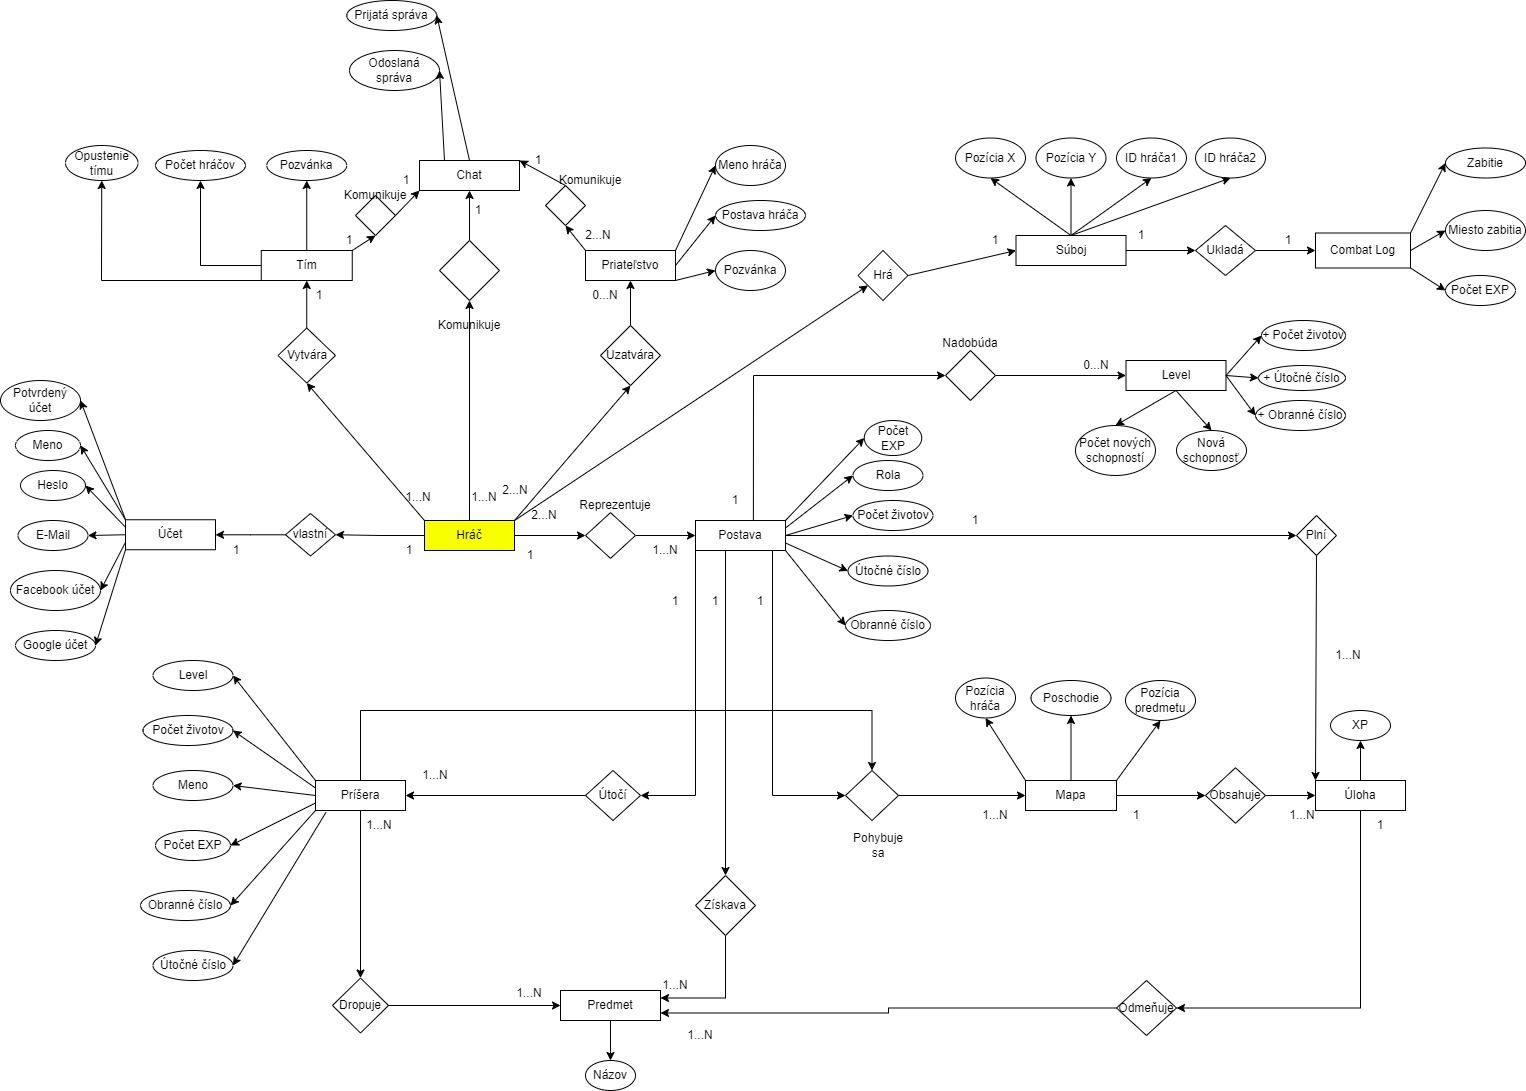 Prijatá správa
Odoslaná
správa
Opustenie
tímu
Počet hráčov
Pozvánka
Komunikuje
1
1
Chat
1
Komunikuje
1
2...N
Meno hráča
Postava hráča
Pozvánka
Pozícia X
Pozícia Y
ID hráča1
ID hráča2
Zabitie
Miesto zabitia
Počet EXP
Tím
1
Priateľstvo
0...N
Hrá
1
Súboj
1
Ukladá
1
Combat Log
Komunikuje
Vytvára
Uzatvára
Nadobúda
0...N
Level
+ Počet životov
+ Útočné číslo
+ Obranné číslo
Počet nových
schopností
Nová
schopnosť
Potvrdený
účet
Meno
Heslo
E-Mail
Facebook účet
Google účet
Účet
1
vlastní
1
1...N
1...N
2...N
2...N
Hráč
1
Reprezentuje
1...N
1
Postava
Počet
EXP
Rola
Počet životov
Útočné číslo
Obranné číslo
1
Plní
1...N
1
1
1
Level
Počet životov
Meno
Počet EXP
Obranné číslo
Útočné číslo
Príšera
1...N
1...N
Útočí
Pohybuje
sa
1...N
Pozícia
hráča
Poschodie
Pozícia
predmetu
Mapa
1
Obsahuje
1...N
XP
Úloha
1
Získava
1...N
Dropuje
1...N
Predmet
1...N
Odmeňuje
Názov